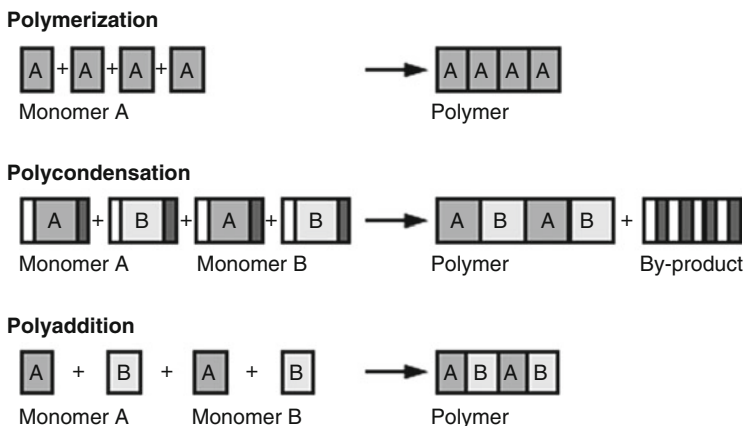 Polymerization
A + A + A + A A A A A
Monomer A Polymer
Polycondensation
A + B + A + B A B A B +
Monomer A Monomer B Polymer By-product
Polyaddition
A + B + A + B A B A B
Monomer A Monomer B Polymer